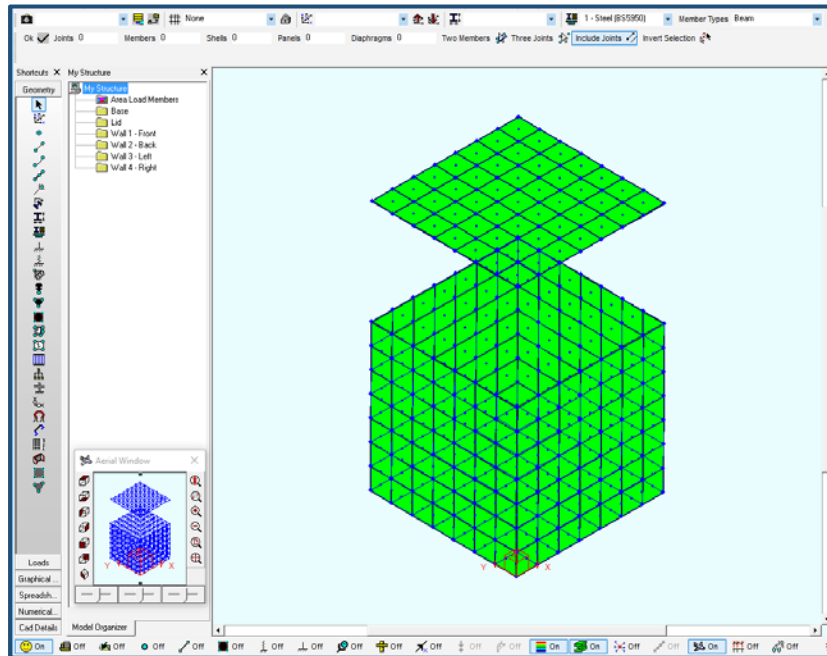 None 1 - Steel (BS5950) Member Types Beam
Ok Joints 0 Members 0 Shells 0 Panels 0 Diaphragms 0 Two Members Three Joints Include Joints Invert Selection
Shortcuts X My Structure X
Geometry
My Structure
Area Load Members
Base
Lid
Wall 1 - Front
Wall 2 - Back
Wall 3 - Left
Wall 4 - Right
Aerial Window
Y X
Y X
Loads
Graphical ...
Spreadsh...
Numerical...
Cad Details
Model Organizer
On Off Off Off Off Off Off Off Off Off Off Off Off On On Off Off On Off Off